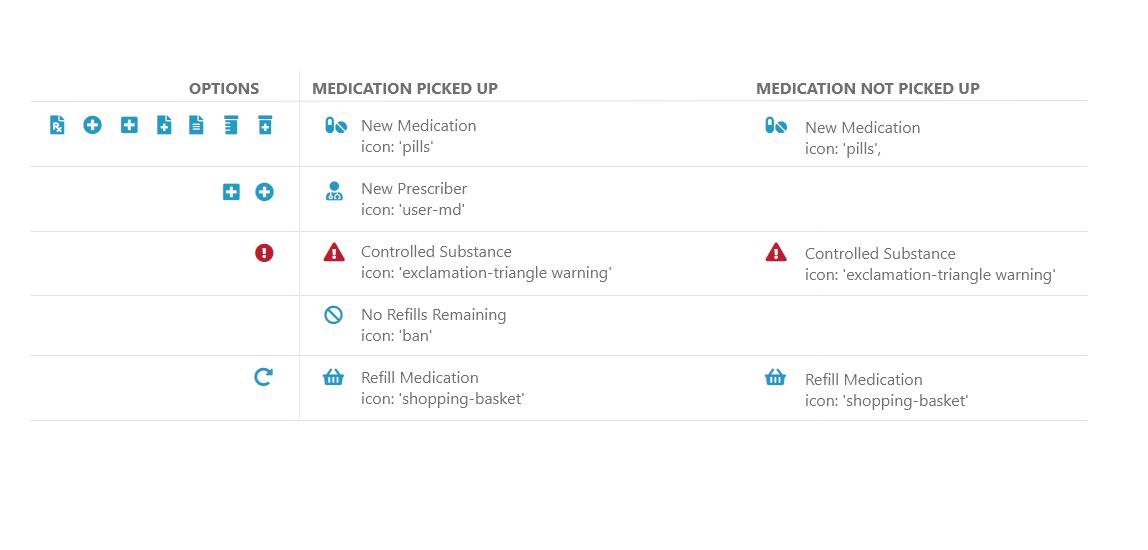 OPTIONS MEDICATION PICKED UP MEDICATION NOT PICKED UP
New Medication
icon: 'pills'
New Medication
icon: 'pills',
New Prescriber
icon: 'user-md'
Controlled Substance
icon: 'exclamation-triangle warning'
Controlled Substance
icon: 'exclamation-triangle warning'
No Refills Remaining
icon: 'ban'
Refill Medication
icon: 'shopping-basket'
Refill Medication
icon: 'shopping-basket'